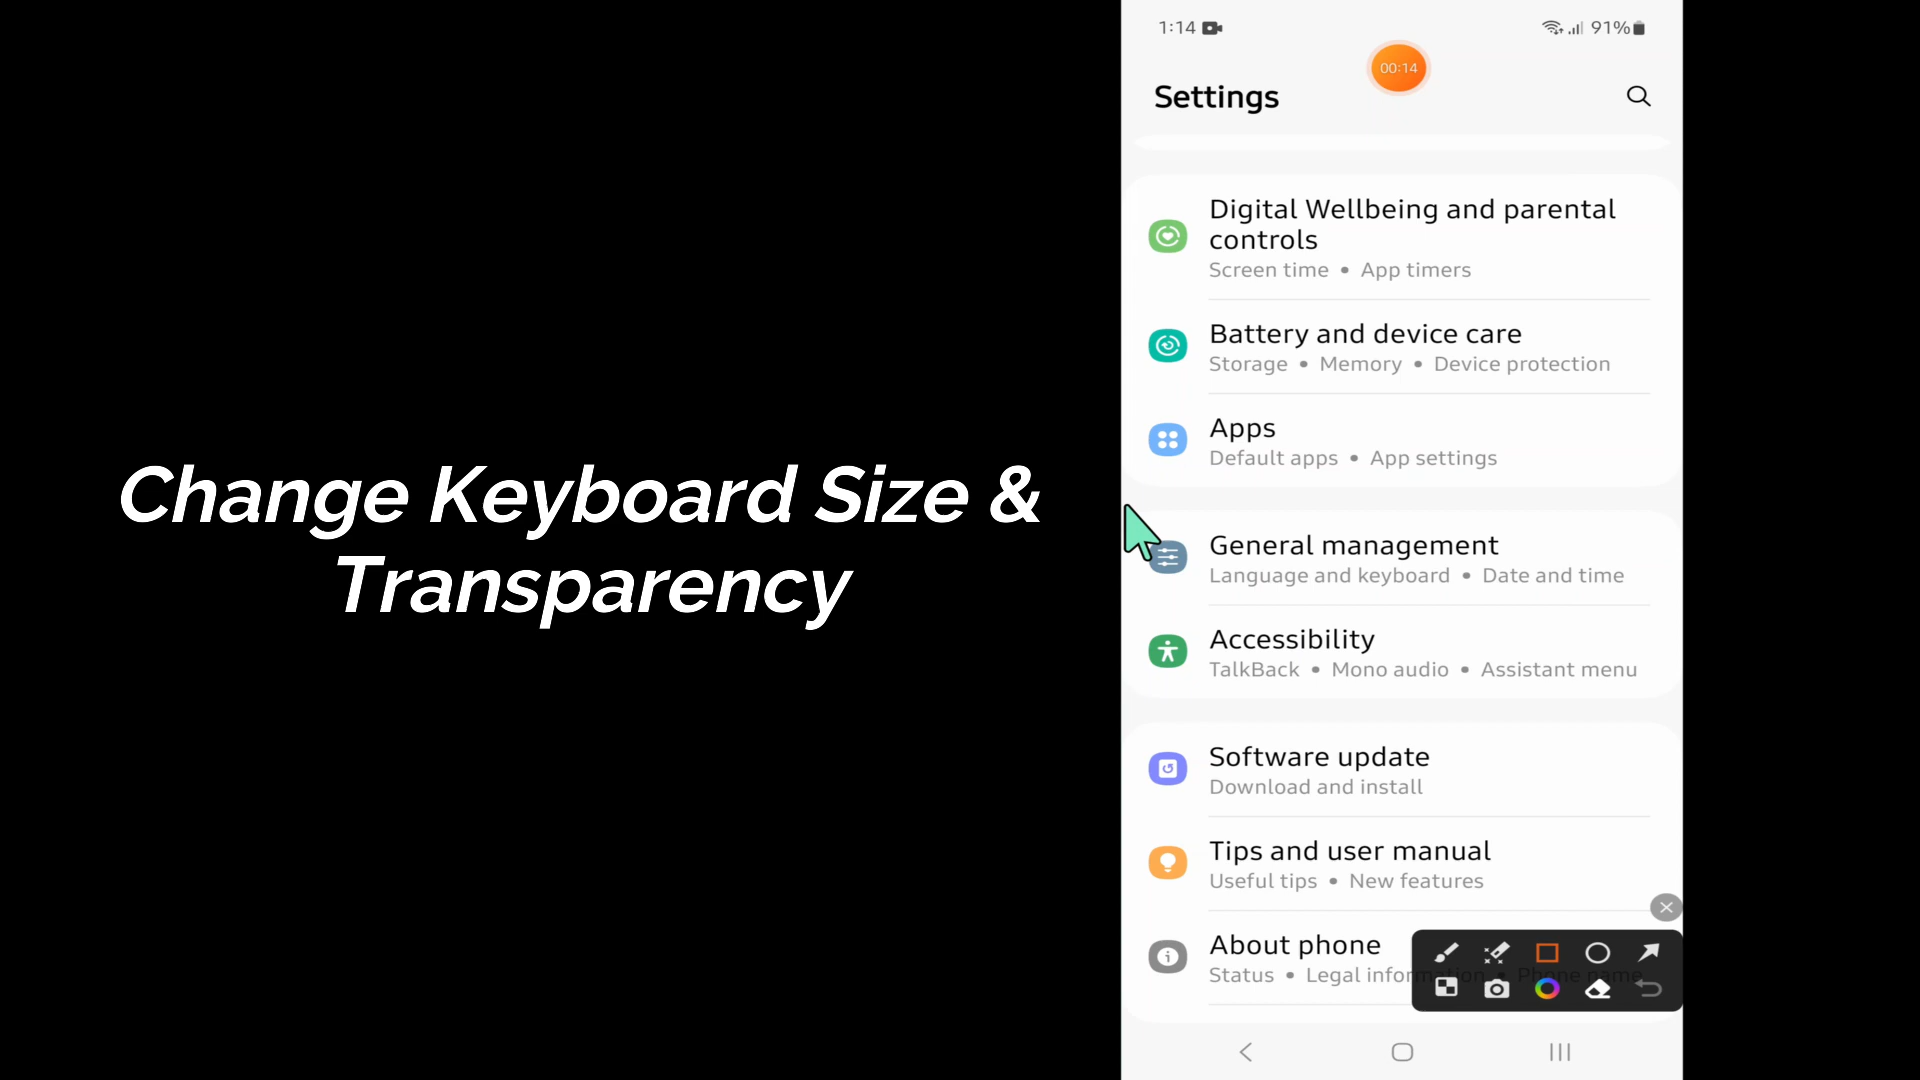 Change Keyboard Size &
Transparency
1:14
91%
00:14
Settings
Digital Wellbeing and parental
controls
Screen time • App timers
Battery and device care
Storage • Memory • Device protection
Apps
Default apps • App settings
General management
Language and keyboard • Date and time
Accessibility
TalkBack • Mono audio • Assistant menu
Software update
Download and install
Tips and user manual
Useful tips • New features
About phone
Status • Legal information • Phone name